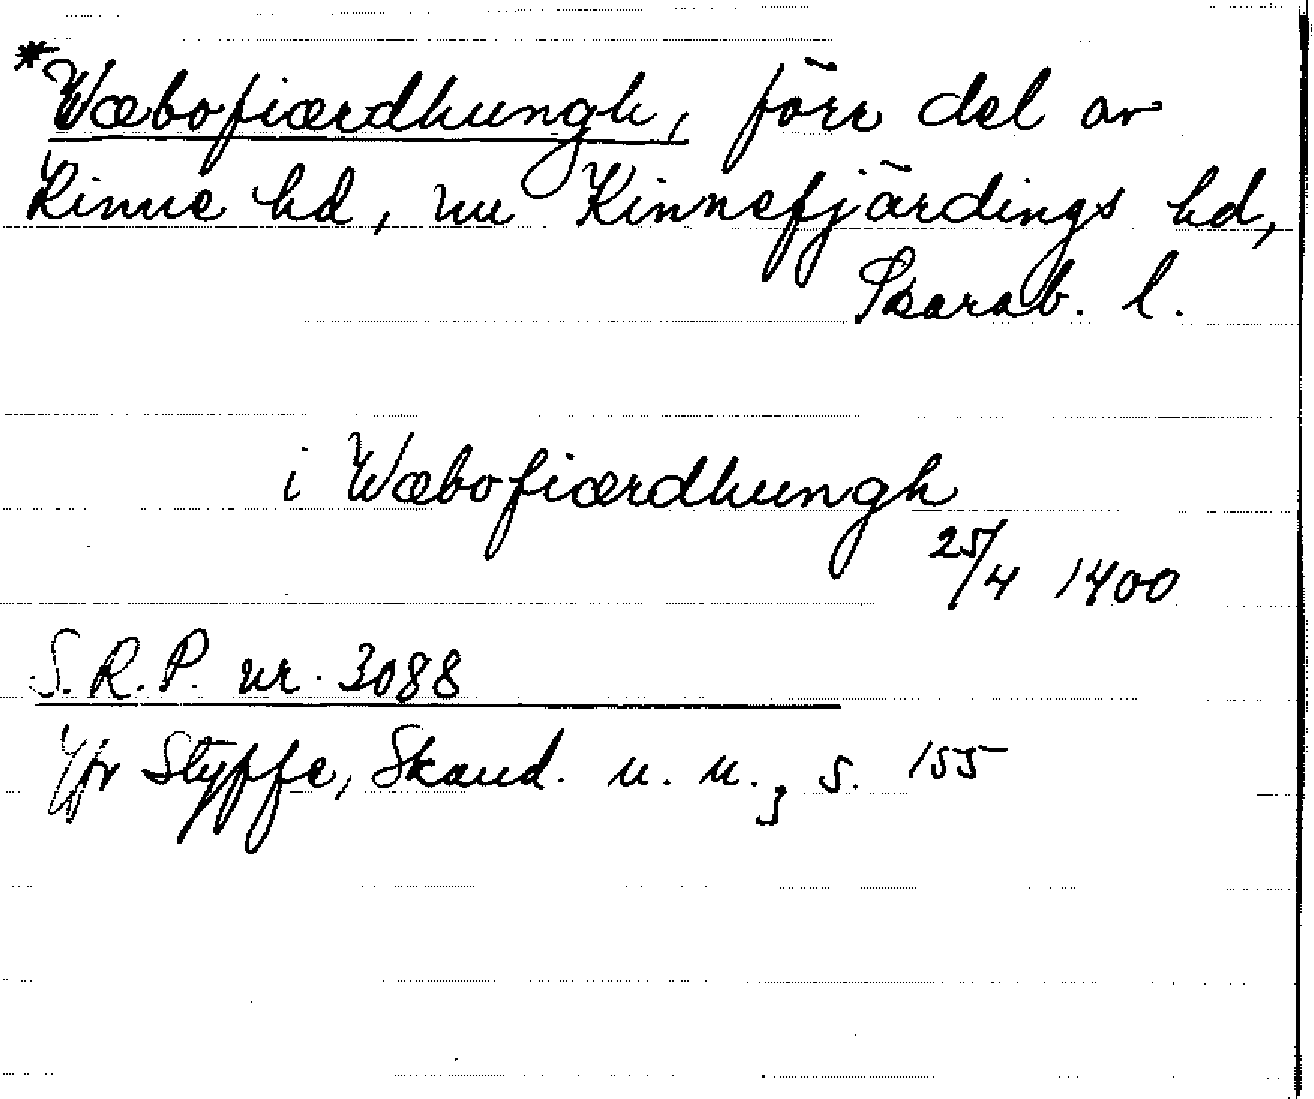 *Wæbofiærdhungh, förr del av
Kinne hd, nu Kinnefjärdings hd,
Skarab. l.
i Wæbofiærdhungh
25/4 1400
S.R.P. nr. 3088
Jfr Styffe, Skand. u. u., s. 155